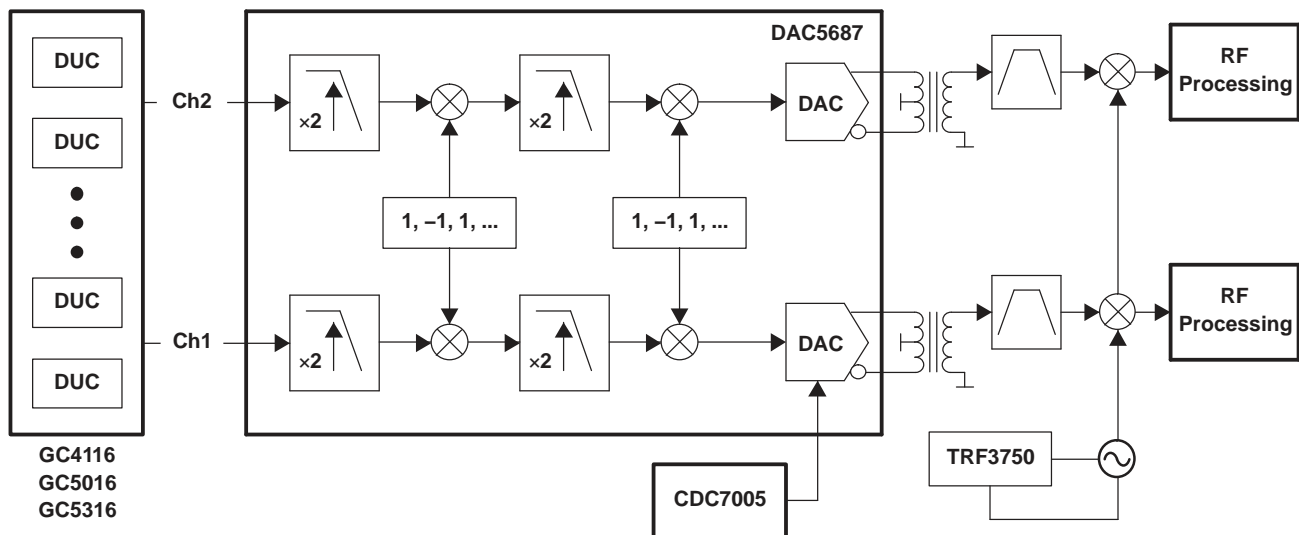 DAC5687
DUC
DUC
DUC
DUC
Ch2
×2
×2
DAC
RF
Processing
1, –1, 1, ...
1, –1, 1, ...
Ch1
×2
×2
DAC
RF
Processing
GC4116
GC5016
GC5316
CDC7005
TRF3750